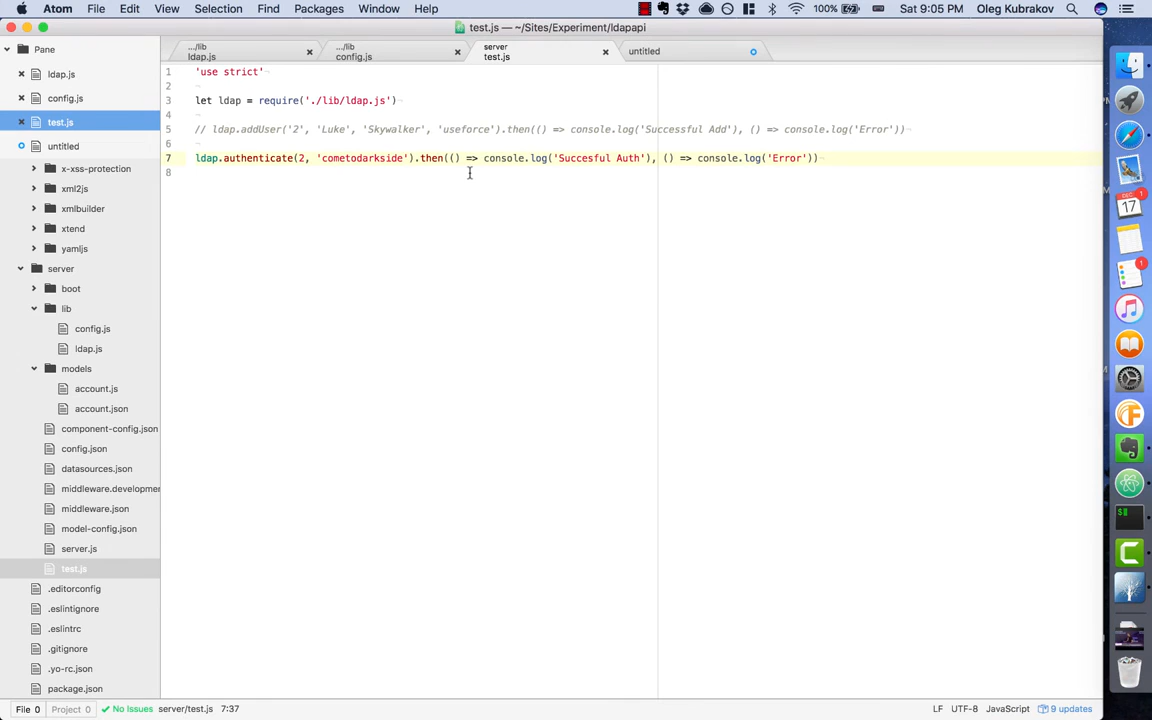 Atom File Edit View Selection Find Packages Window Help
100% Sat 9:05 PM Oleg Kubrakov
test.js — ~/Sites/Experiment/ldapapi
Pane
ldap.js
config.js
test.js
untitled
x-xss-protection
xml2js
xmlbuilder
xtend
yamljs
server
boot
lib
config.js
ldap.js
models
account.js
account.json
component-config.json
config.json
datasources.json
middleware.developmer
middleware.json
model-config.json
server.js
test.js
.editorconfig
.eslintignore
.eslintrc
.gitignore
.yo-rc.json
package.json
.../lib
ldap.js
.../lib
config.js
server
test.js
untitled
1 'use strict'
2
3 let ldap = require('./lib/ldap.js')
4
5 // ldap.addUser('2', 'Luke', 'Skywalker', 'useforce').then(() => console.log('Successful Add'), () => console.log('Error'))
6
7 ldap.authenticate(2, 'cometodarkside').then(() => console.log('Succesful Auth'), () => console.log('Error'))
8
File 0 Project 0 No Issues server/test.js 7:37
LF UTF-8 JavaScript 9 updates
DEC
17
1
1
$